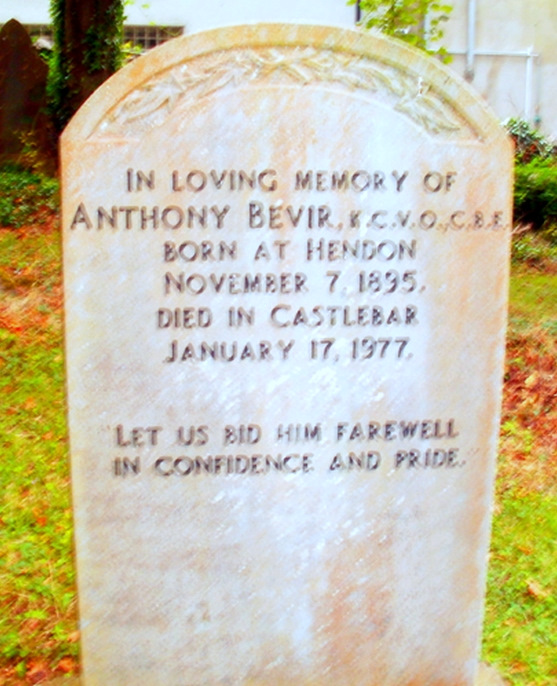 IN LOVING MEMORY OF
ANTHONY BEVIR, K.C.V.O., C.B.E.
BORN AT HENDON
NOVEMBER 7, 1895.
DIED IN CASTLEBAR
JANUARY 17, 1977.
"LET US BID HIM FAREWELL
IN CONFIDENCE AND PRIDE."